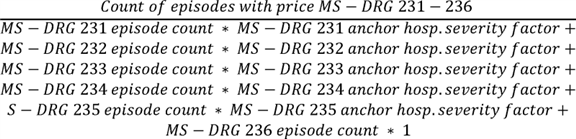 Count of episodes with price MS − DRG 231 − 236
MS − DRG 231 episode count * MS − DRG 231 anchor hosp. severity factor +
MS − DRG 232 episode count * MS − DRG 232 anchor hosp. severity factor +
MS − DRG 233 episode count * MS − DRG 233 anchor hosp. severity factor +
MS − DRG 234 episode count * MS − DRG 234 anchor hosp. severity factor +
S − DRG 235 episode count * MS − DRG 235 anchor hosp. severity factor +
MS − DRG 236 episode count * 1